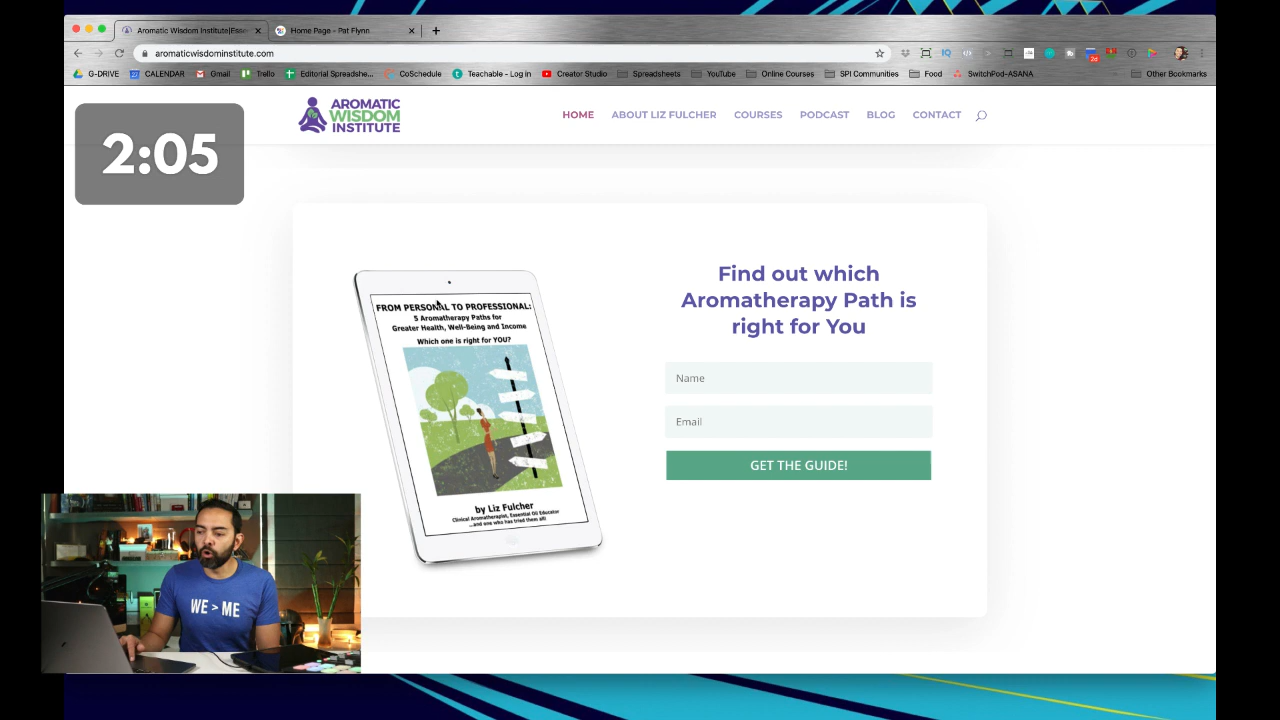 Aromatic Wisdom Institute|Esse
Home Page - Pat Flynn
aromaticwisdominstitute.com
G-DRIVE
CALENDAR
Gmail
Trello
Editorial Spreadshe...
CoSchedule
Teachable - Log in
Creator Studio
Spreadsheets
YouTube
Online Courses
SPI Communities
Food
SwitchPod-ASANA
Other Bookmarks
AROMATIC
WISDOM
INSTITUTE
HOME
ABOUT LIZ FULCHER
COURSES
PODCAST
BLOG
CONTACT
2:05
FROM PERSONAL TO PROFESSIONAL:
5 Aromatherapy Paths for
Greater Health, Well-Being and Income
Which one is right for YOU?
by Liz Fulcher
Clinical Aromatherapist, Essential Oil Educator
...and one who has tried them all!
Find out which
Aromatherapy Path is
right for You
Name
Email
GET THE GUIDE!
WE > ME